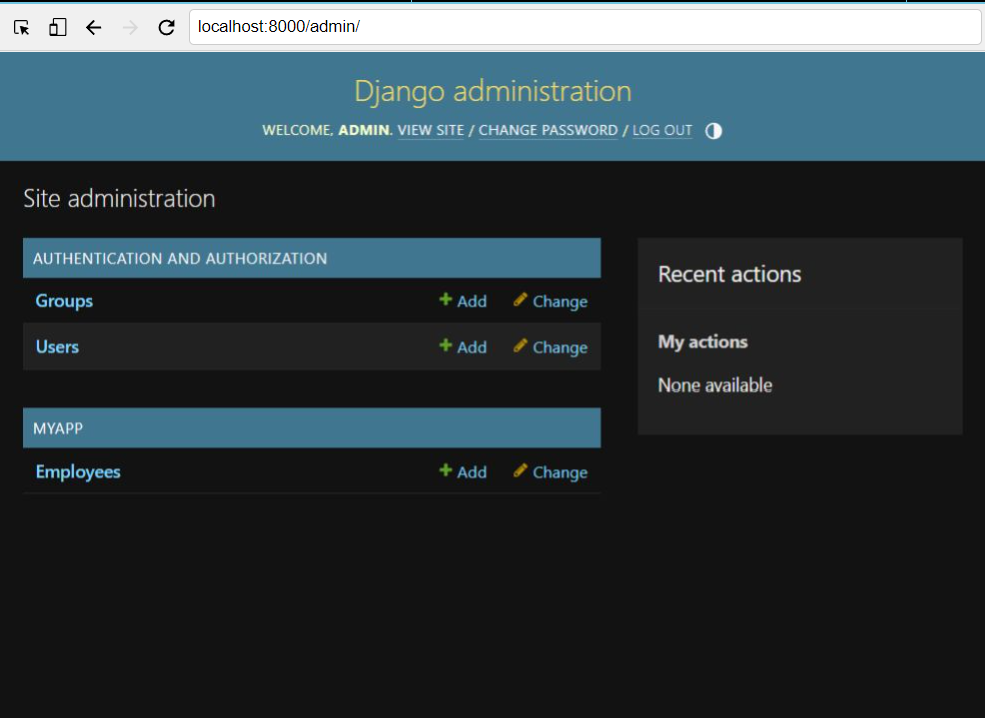 localhost:8000/admin/
Django administration
WELCOME, ADMIN. VIEW SITE / CHANGE PASSWORD / LOG OUT
Site administration
AUTHENTICATION AND AUTHORIZATION
Groups Add Change
Users Add Change
MYAPP
Employees Add Change
Recent actions
My actions
None available